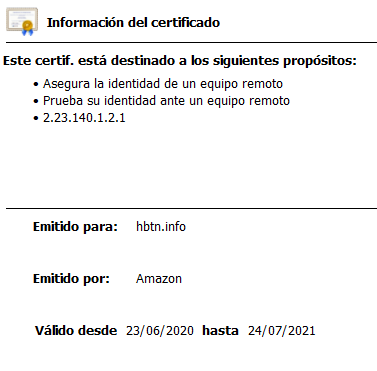 Información del certificado
Este certif. está destinado a los siguientes propósitos:
• Asegura la identidad de un equipo remoto
• Prueba su identidad ante un equipo remoto
• 2.23.140.1.2.1
Emitido para: hbtn.info
Emitido por: Amazon
Válido desde 23/06/2020 hasta 24/07/2021